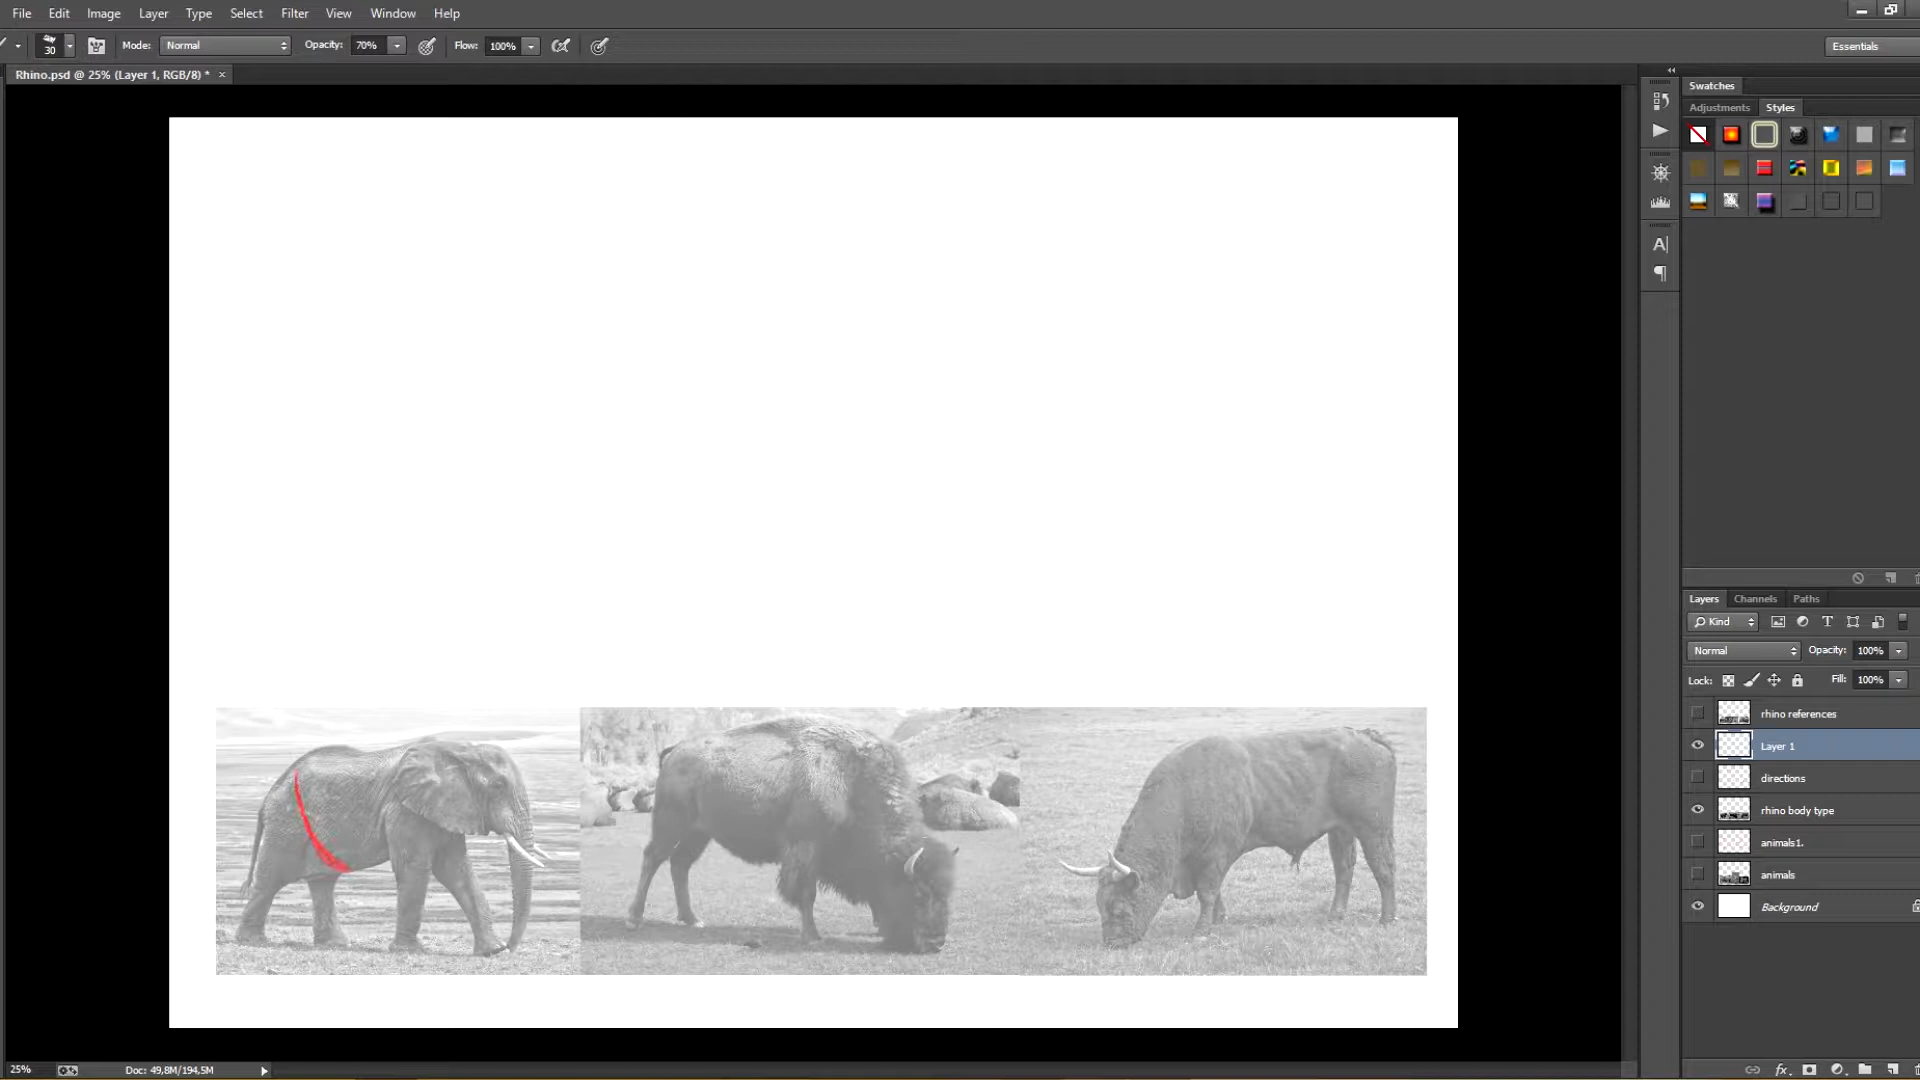 File Edit Image Layer Type Select Filter View Window Help
30 Mode: Normal Opacity: 70% Flow: 100% Essentials
Rhino.psd @ 25% (Layer 1, RGB/8) * ×
Swatches
Adjustments Styles
A|
Layers Channels Paths
Kind T
Normal Opacity: 100%
Lock: Fill: 100%
rhino references
Layer 1
directions
rhino body type
animals1.
animals
Background
25% Doc: 49,8M/194,5M fx.